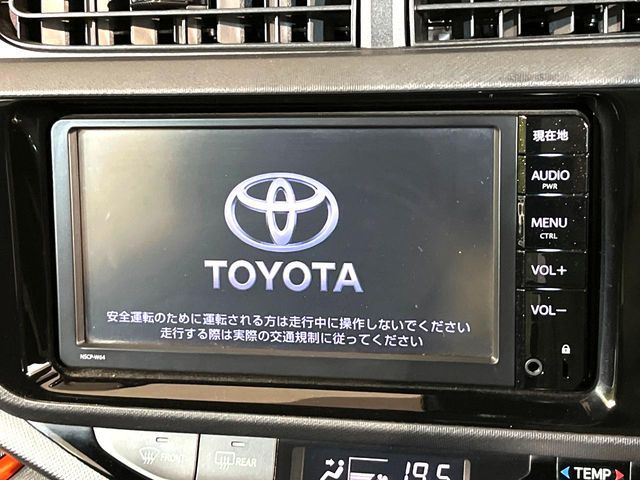 TOYOTA
安全運転のために運転される方は走行中に操作しないでください
走行する際は実際の交通規制に従ってください
NSCP-W64
現在地
AUDIO
PWR
MENU
CTRL
VOL+
VOL-
FRONT
REAR
19.5
TEMP